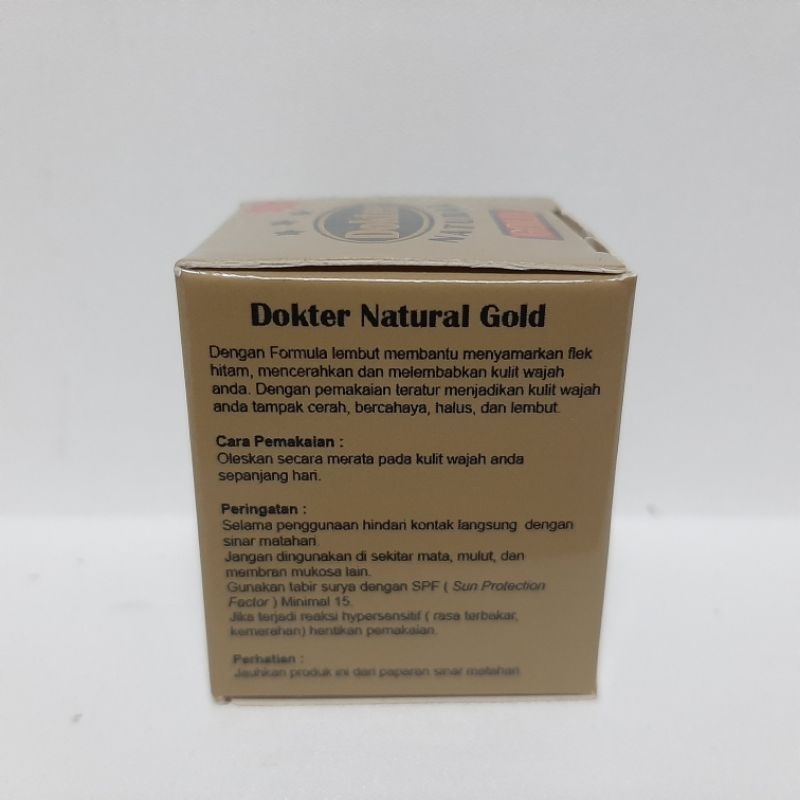 Dokter
NATURAL
Dokter Natural Gold
Dengan Formula lembut membantu menyamarkan flek
hitam, mencerahkan dan melembabkan kulit wajah
anda. Dengan pemakaian teratur menjadikan kulit wajah
anda tampak cerah, bercahaya, halus, dan lembut.
Cara Pemakaian :
Oleskan secara merata pada kulit wajah anda
sepanjang hari.
Peringatan :
Selama penggunaan hindari kontak langsung dengan
sinar matahari.
Jangan dingunakan di sekitar mata, mulut, dan
membran mukosa lain.
Gunakan tabir surya dengan SPF ( Sun Protection
Factor ) Minimal 15.
Jika terjadi reaksi hypersensitif ( rasa terbakar,
kemerahan) hentikan pemakaian.
Perhatian :
Jauhkan produk ini dari paparan sinar matahari.